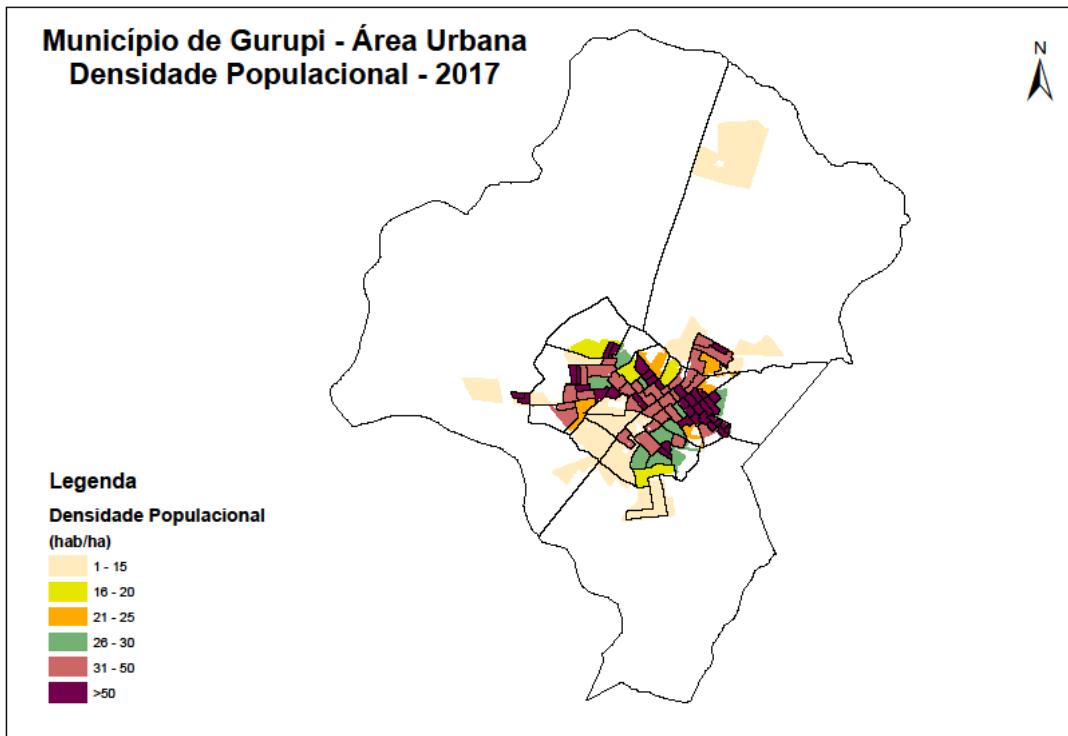 Município de Gurupi - Área Urbana
Densidade Populacional - 2017
N
Legenda
Densidade Populacional
(hab/ha)
1 - 15
16 - 20
21 - 25
26 - 30
31 - 50
>50